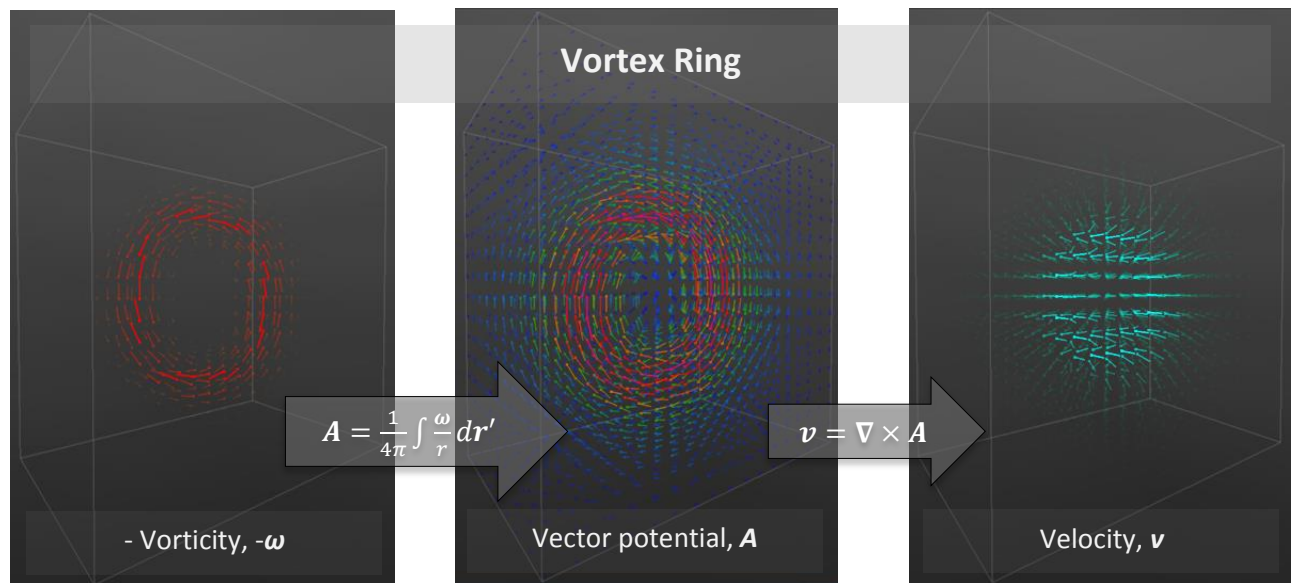 Vortex Ring
𝑨 = 1/4π ∫ 𝝎/r d𝒓′
𝒗 = 𝛁 × 𝑨
- Vorticity, -𝝎
Vector potential, 𝑨
Velocity, 𝒗